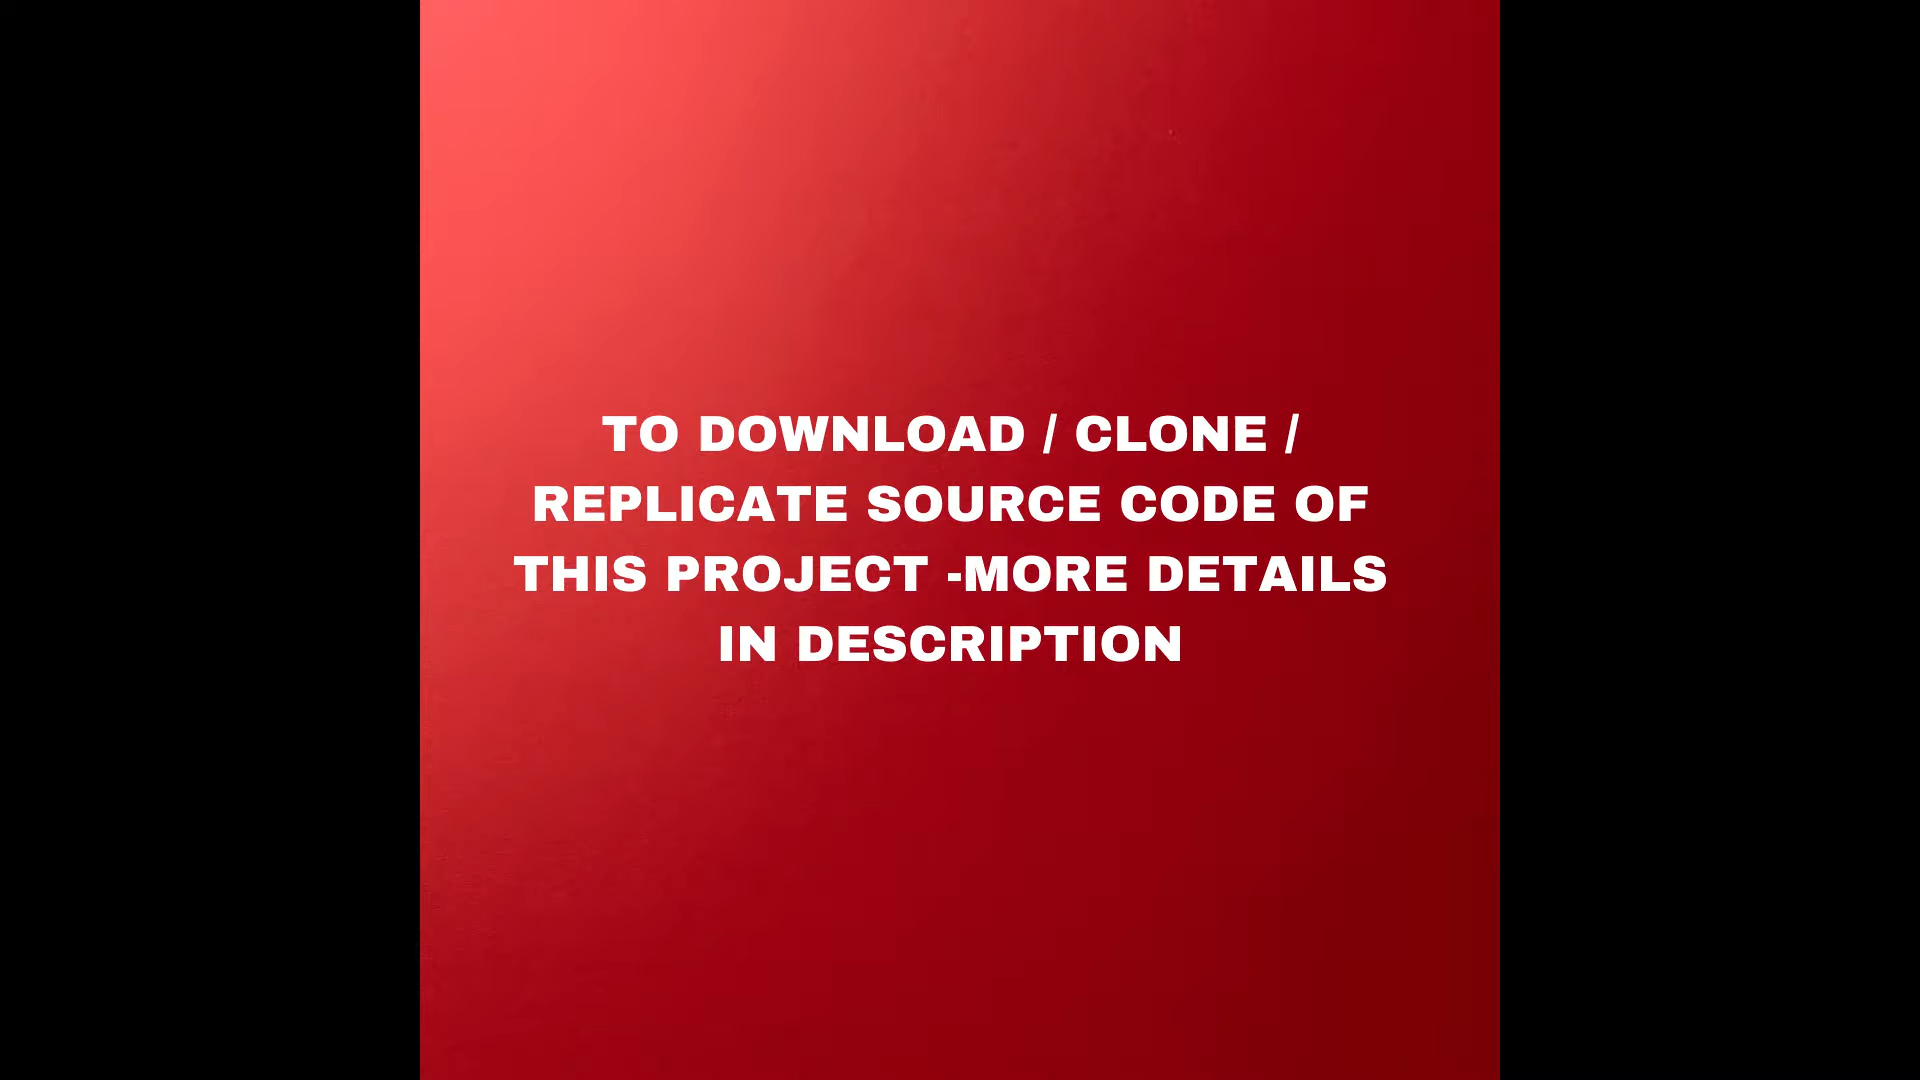 TO DOWNLOAD / CLONE /
REPLICATE SOURCE CODE OF
THIS PROJECT -MORE DETAILS
IN DESCRIPTION